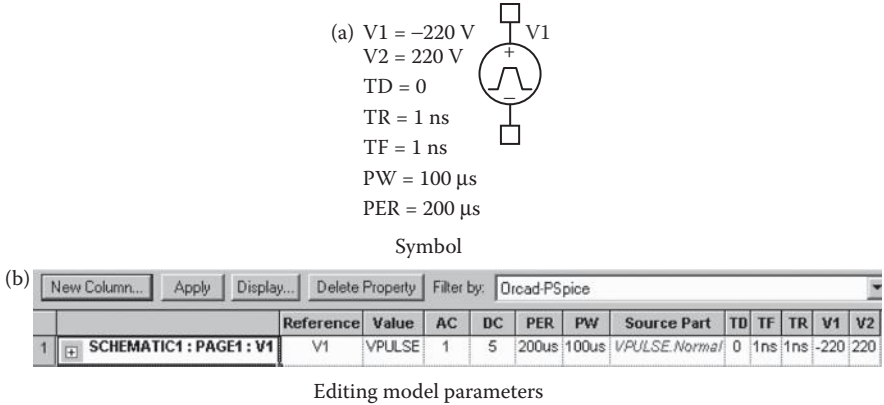 (a) V1 = −220 V
V1
V2 = 220 V
+
TD = 0
−
TR = 1 ns
TF = 1 ns
PW = 100 μs
PER = 200 μs
Symbol
(b) New Column... Apply Display... Delete Property Filter by: Orcad-PSpice
Reference Value AC DC PER PW Source Part TD TF TR V1 V2
1 + SCHEMATIC1 : PAGE1 : V1 V1 VPULSE 1 5 200us 100us VPULSE.Normal 0 1ns 1ns -220 220
Editing model parameters